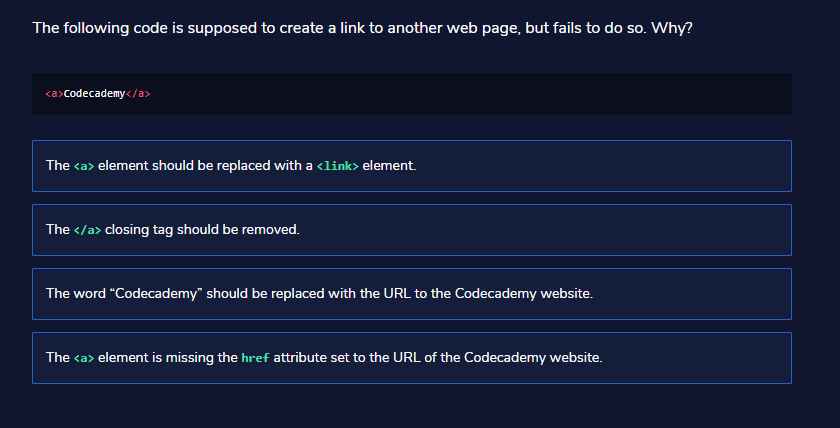 The following code is supposed to create a link to another web page, but fails to do so. Why?
<a>Codecademy</a>
The <a> element should be replaced with a <link> element.
The </a> closing tag should be removed.
The word “Codecademy” should be replaced with the URL to the Codecademy website.
The <a> element is missing the href attribute set to the URL of the Codecademy website.